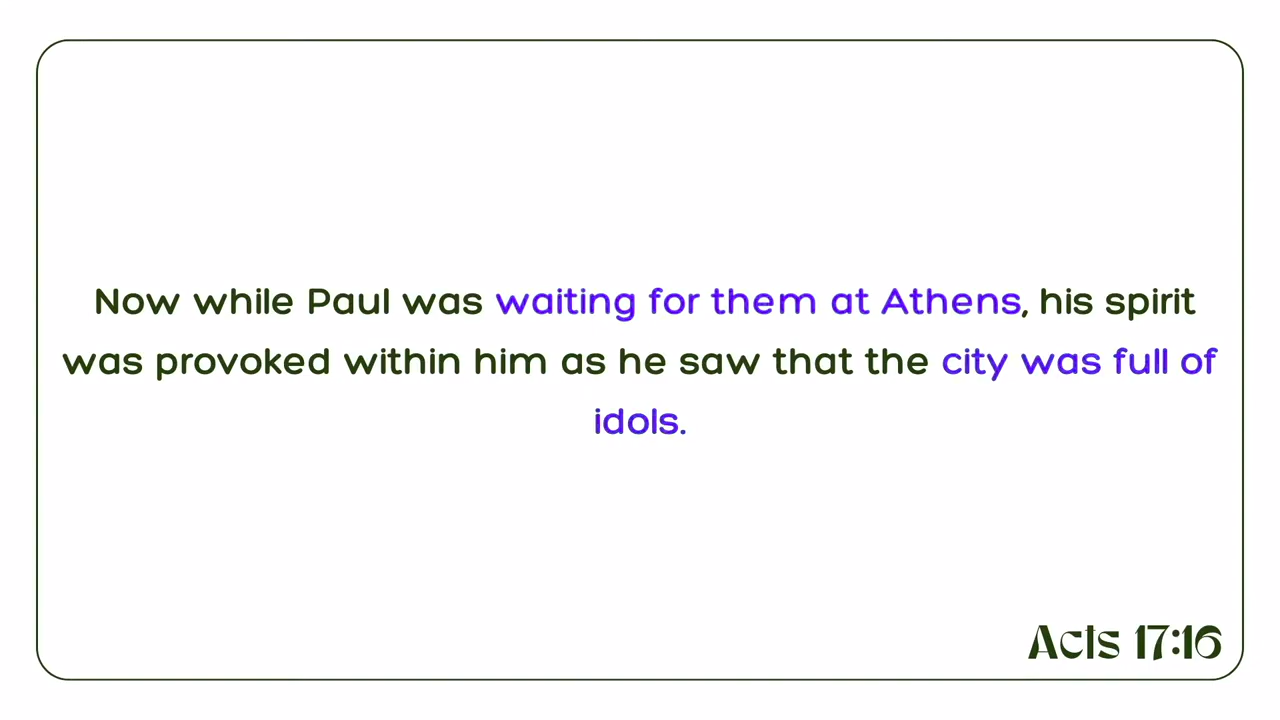 Now while Paul was waiting for them at Athens, his spirit
was provoked within him as he saw that the city was full of
idols.
Acts 17:16